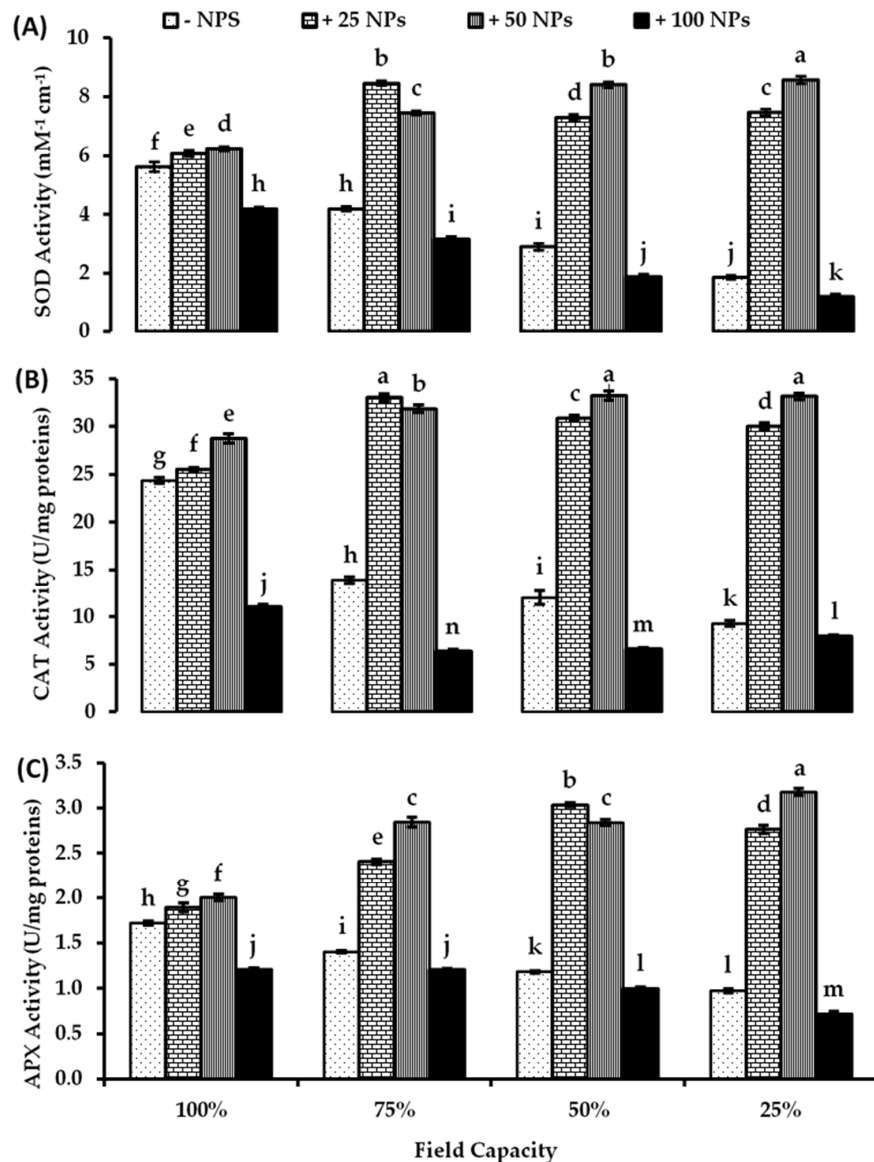 (A)
- NPS + 25 NPs + 50 NPs + 100 NPs
SOD Activity (mM-1 cm-1)
10
8
6
4
2
0
f e d h
h b c i
i d b j
j c a k
(B)
CAT Activity (U/mg proteins)
35
30
25
20
15
10
5
0
g f e j
h a b n
i c a m
k d a l
(C)
APX Activity (U/mg proteins)
3.5
3.0
2.5
2.0
1.5
1.0
0.5
0.0
h g f j
i e c j
k b c l
l d a m
100% 75% 50% 25%
Field Capacity